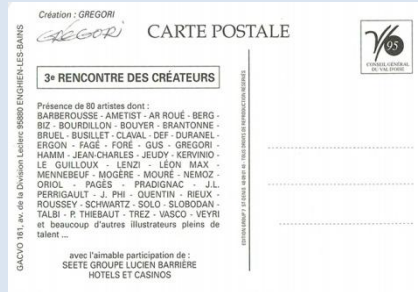 Création : GREGORI
GREGORI
CARTE POSTALE
95
CONSEIL GÉNÉRAL
DU VAL D'OISE
3e RENCONTRE DES CRÉATEURS
Présence de 80 artistes dont :
BARBEROUSSE - AMETIST - AR ROUÉ - BERG -
BIZ - BOURDILLON - BOUYER - BRANTONNE -
BRUEL - BUSILLET - CLAVAL - DEF - DURANEL -
ERGON - FAGÉ - FORÉ - GUS - GREGORI -
HAMM - JEAN-CHARLES - JEUDY - KERVINIO -
LE GUILLOUX - LENZI - LÉON MAX -
MENNEBEUF - MOGÈRE - MOURÉ - NEMOZ -
ORIOL - PAGÈS - PRADIGNAC - J.L.
PERRIGAULT - J. PHI - QUENTIN - RIEUX -
ROUSSEY - SCHWARTZ - SOLO - SLOBODAN -
TALBI - P. THIEBAUT - TREZ - VASCO - VEYRI
et beaucoup d'autres illustrateurs pleins de
talent ...
avec l'aimable participation de :
SEETE GROUPE LUCIEN BARRIÈRE
HOTELS ET CASINOS
GACVO 161, av. de la Division Leclerc 95880 ENGHIEN-LES-BAINS
TOUS DROITS DE REPRODUCTION RÉSERVÉS